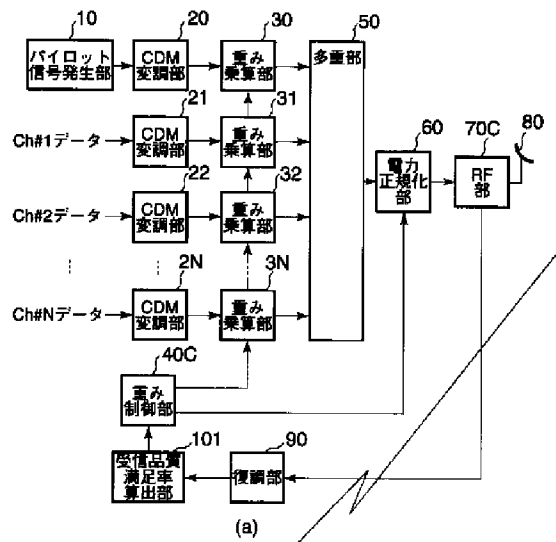 10
20
30
50
パイロット
信号発生部
CDM
変調部
重み
乗算部
多重部
21
31
60
70C
80
Ch#1データ
CDM
変調部
重み
乗算部
電力
正規化
部
RF
部
22
32
Ch#2データ
CDM
変調部
重み
乗算部
2N
3N
Ch#Nデータ
CDM
変調部
重み
乗算部
40C
重み
制御部
101
90
受信品質
満足率
算出部
復調部
(a)